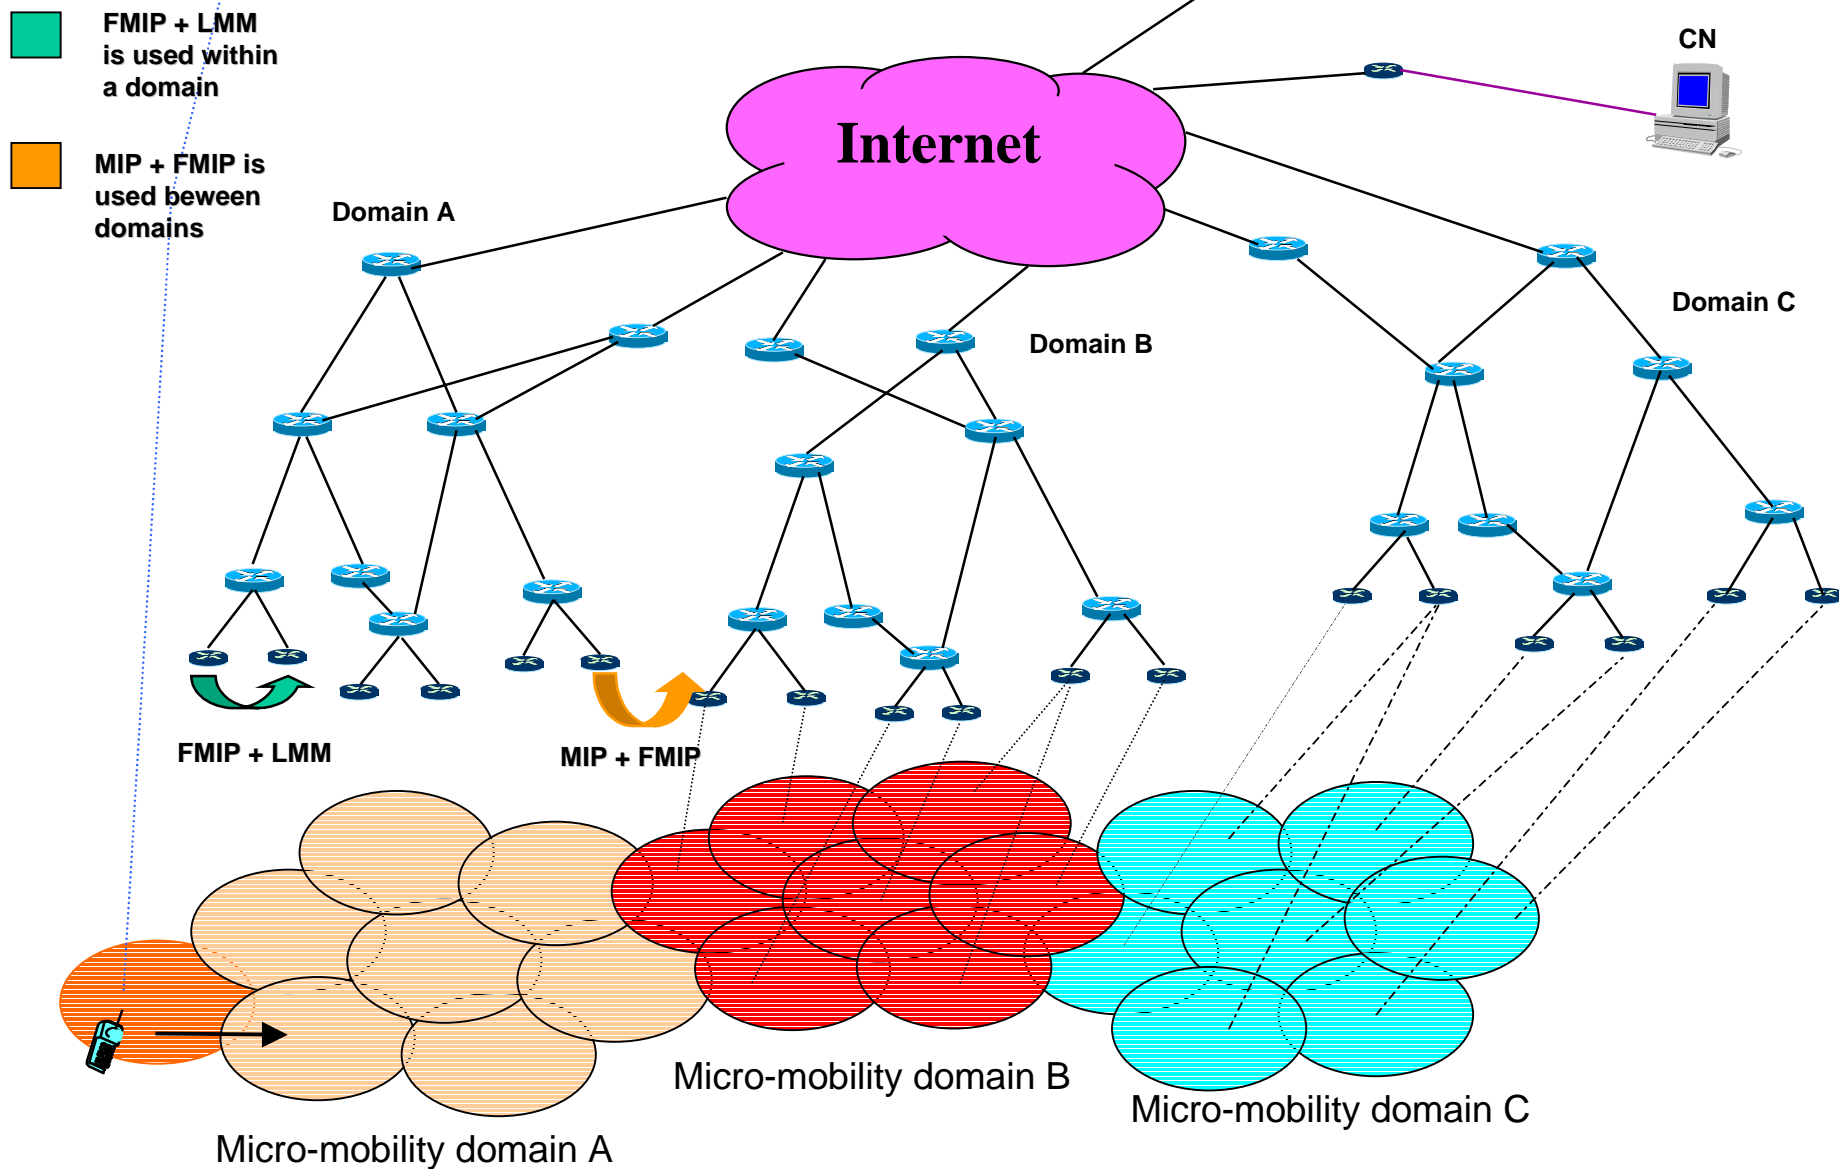 FMIP + LMM
is used within
a domain
MIP + FMIP is
used beween
domains
CN
Internet
Domain A
Domain B
Domain C
FMIP + LMM
MIP + FMIP
Micro-mobility domain B
Micro-mobility domain C
Micro-mobility domain A